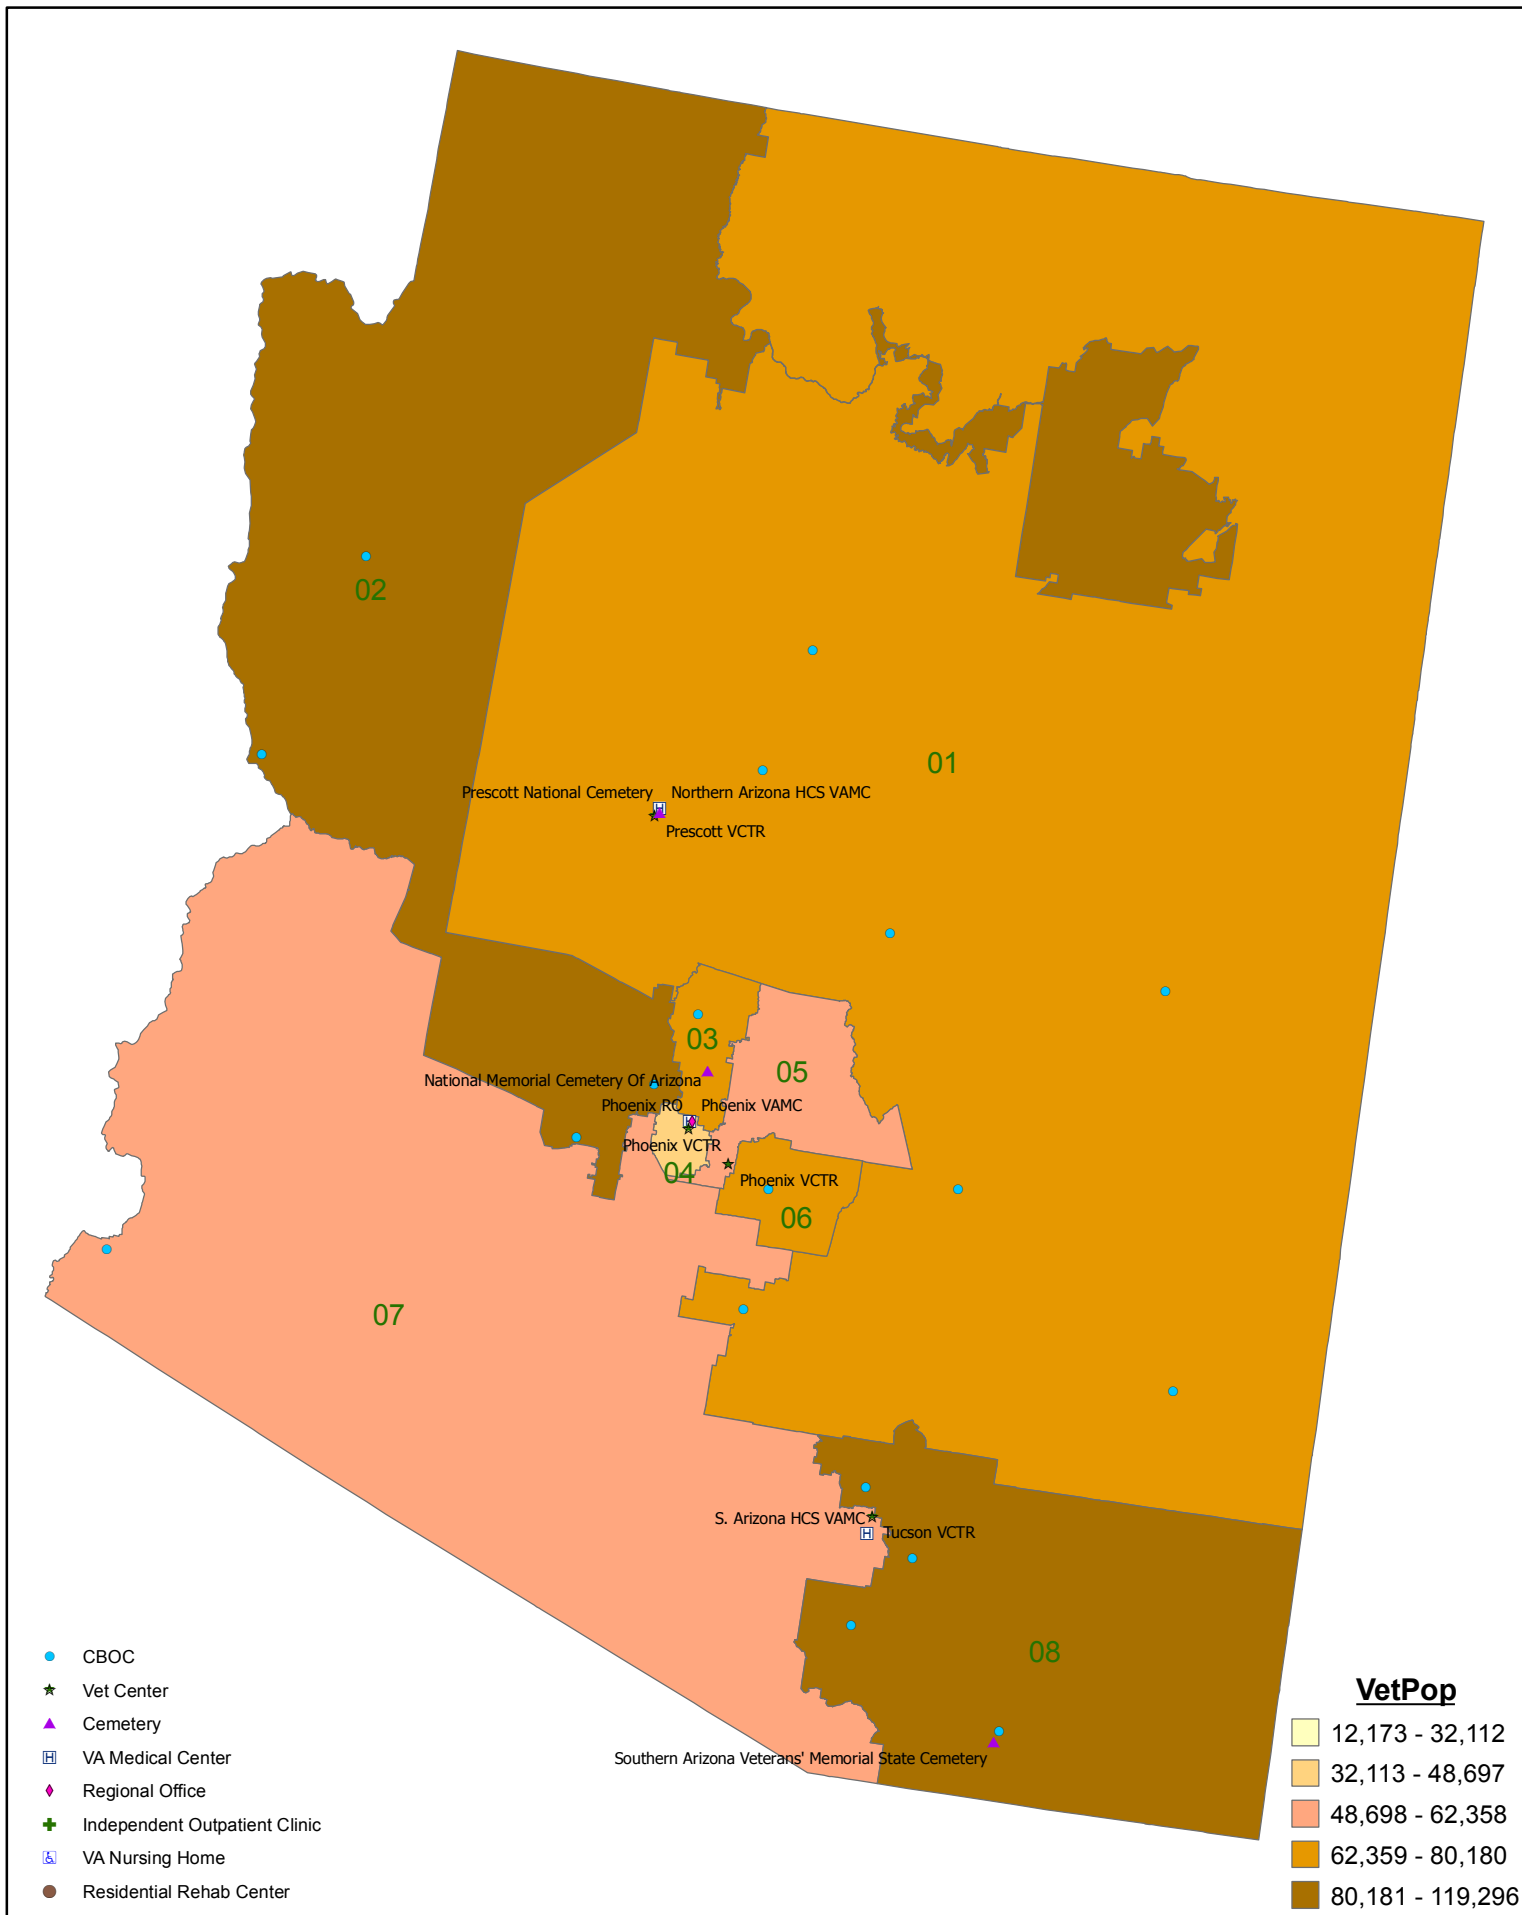 02
01
Prescott National Cemetery
Northern Arizona HCS VAMC
Prescott VCTR
03
05
National Memorial Cemetery Of Arizona
Phoenix RO
Phoenix VAMC
Phoenix VCTR
04
Phoenix VCTR
06
07
S. Arizona HCS VAMC
Tucson VCTR
08
Southern Arizona Veterans' Memorial State Cemetery
CBOC
Vet Center
Cemetery
H VA Medical Center
Regional Office
Independent Outpatient Clinic
VA Nursing Home
Residential Rehab Center
VetPop
12,173 - 32,112
32,113 - 48,697
48,698 - 62,358
62,359 - 80,180
80,181 - 119,296